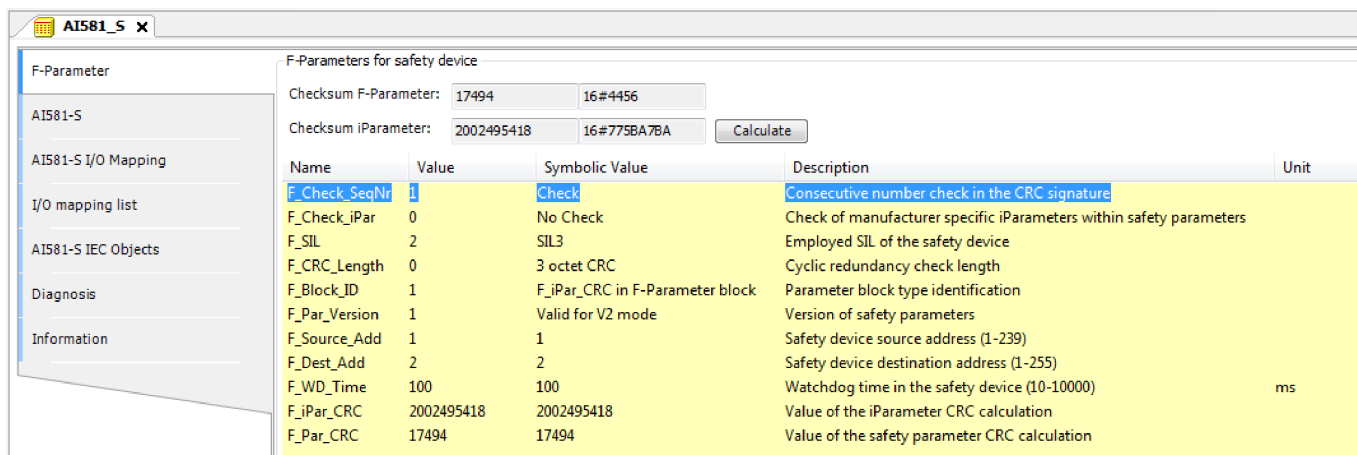 AI581_S X
F-Parameter
AI581-S
AI581-S I/O Mapping
I/O mapping list
AI581-S IEC Objects
Diagnosis
Information
F-Parameters for safety device
Checksum F-Parameter: 17494 16#4456
Checksum iParameter: 2002495418 16#775BA7BA Calculate
Name Value Symbolic Value Description Unit
F_Check_SeqNr 1 Check Consecutive number check in the CRC signature
F_Check_iPar 0 No Check Check of manufacturer specific iParameters within safety parameters
F_SIL 2 SIL3 Employed SIL of the safety device
F_CRC_Length 0 3 octet CRC Cyclic redundancy check length
F_Block_ID 1 F_iPar_CRC in F-Parameter block Parameter block type identification
F_Par_Version 1 Valid for V2 mode Version of safety parameters
F_Source_Add 1 1 Safety device source address (1-239)
F_Dest_Add 2 2 Safety device destination address (1-255)
F_WD_Time 100 100 Watchdog time in the safety device (10-10000) ms
F_iPar_CRC 2002495418 2002495418 Value of the iParameter CRC calculation
F_Par_CRC 17494 17494 Value of the safety parameter CRC calculation